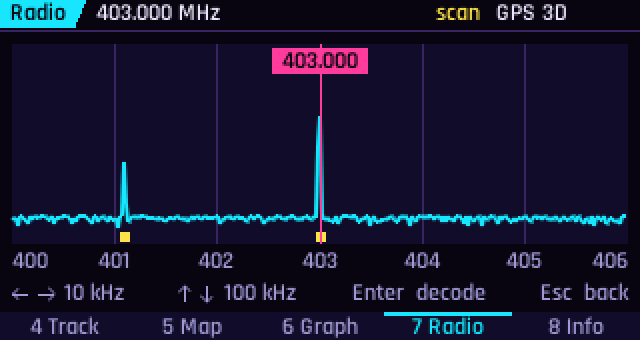 Radio 403.000 MHz scan GPS 3D
403.000
400 401 402 403 404 405 406
← → 10 kHz ↑ ↓ 100 kHz Enter decode Esc back
4 Track 5 Map 6 Graph 7 Radio 8 Info